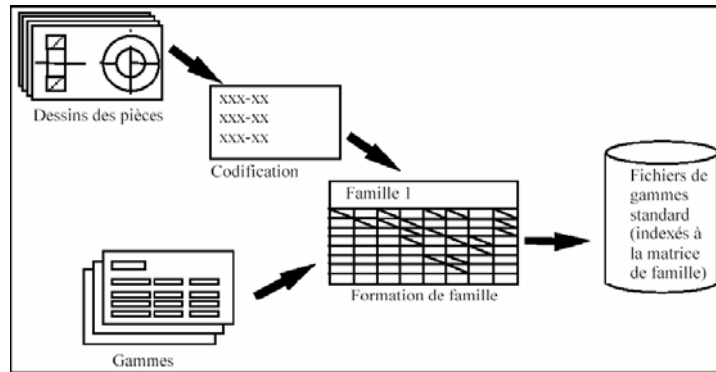 Dessins des pièces
xxx-xx
xxx-xx
xxx-xx
Codification
Famille 1
Formation de famille
Gammes
Fichiers de
gammes
standard
(indexés à
la matrice
de famille)